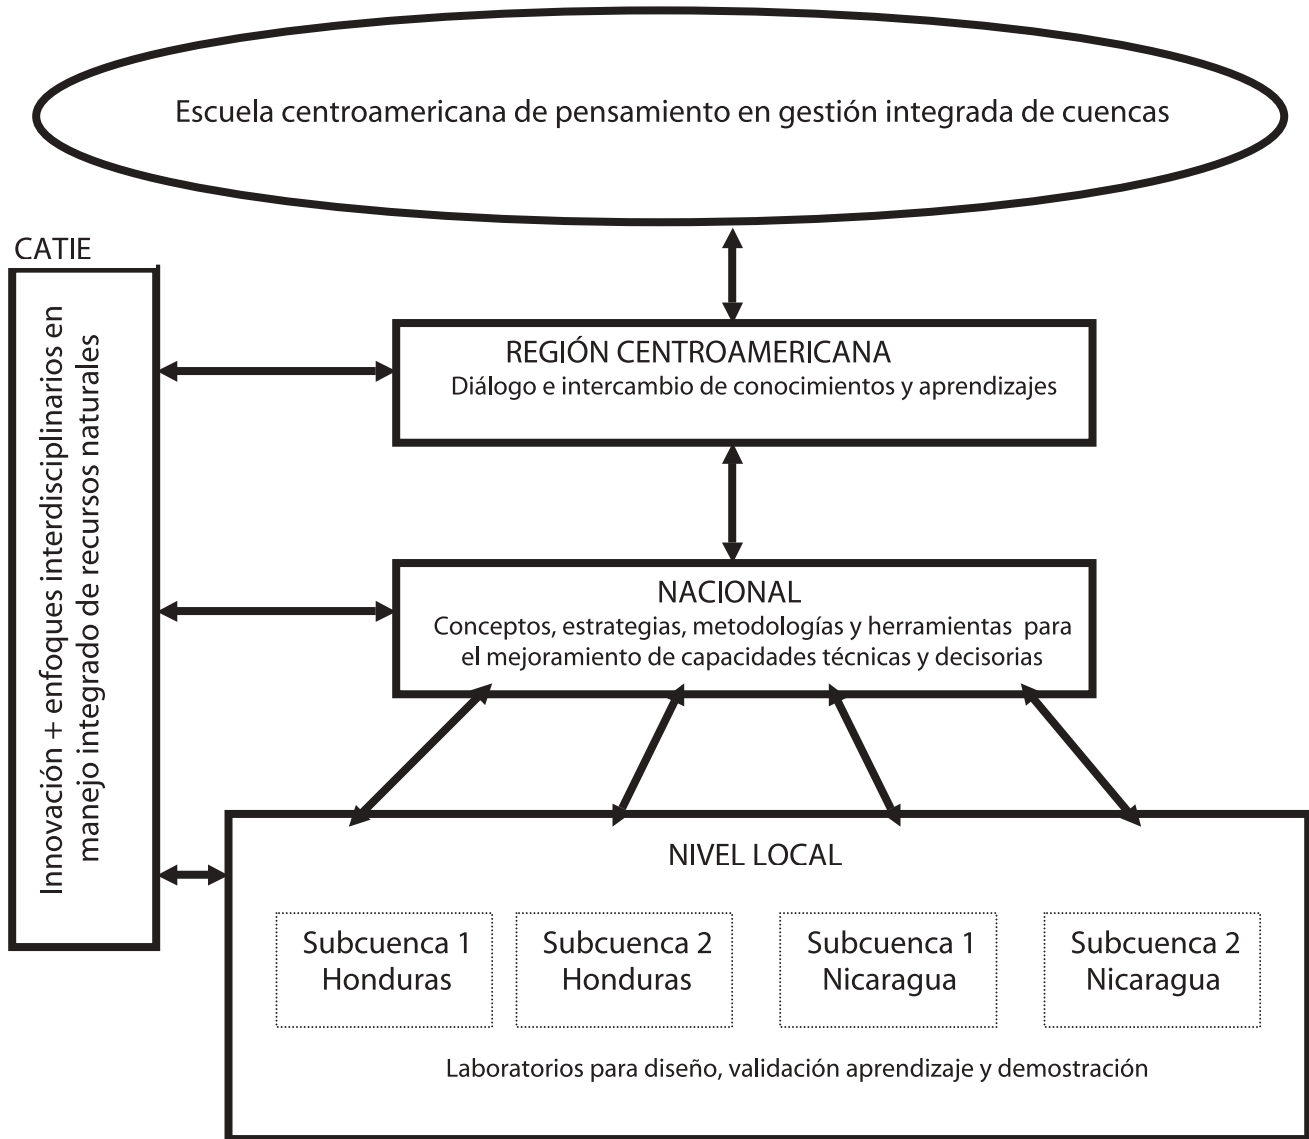 Escuela centroamericana de pensamiento en gestión integrada de cuencas
CATIE
Innovación + enfoques interdisciplinarios en
manejo integrado de recursos naturales
REGIÓN CENTROAMERICANA
Diálogo e intercambio de conocimientos y aprendizajes
NACIONAL
Conceptos, estrategias, metodologías y herramientas para
el mejoramiento de capacidades técnicas y decisorias
NIVEL LOCAL
Subcuenca 1
Honduras
Subcuenca 2
Honduras
Subcuenca 1
Nicaragua
Subcuenca 2
Nicaragua
Laboratorios para diseño, validación aprendizaje y demostración